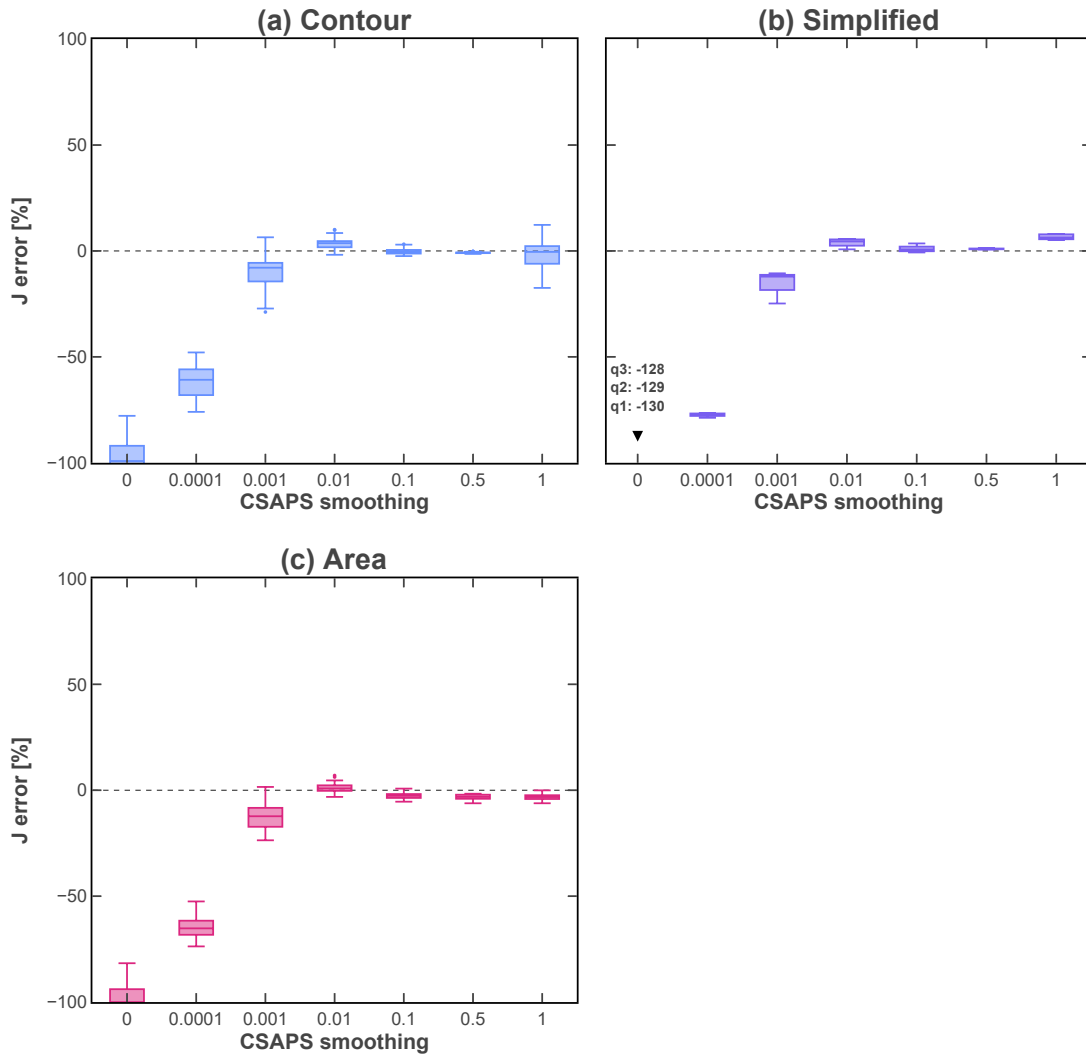 (a) Contour
(b) Simplified
100
50
0
−50
−100
J error [%]
q3: -128
q2: -129
q1: -130
0 0.0001 0.001 0.01 0.1 0.5 1
0 0.0001 0.001 0.01 0.1 0.5 1
CSAPS smoothing
CSAPS smoothing
(c) Area
100
50
0
−50
−100
J error [%]
0 0.0001 0.001 0.01 0.1 0.5 1
CSAPS smoothing